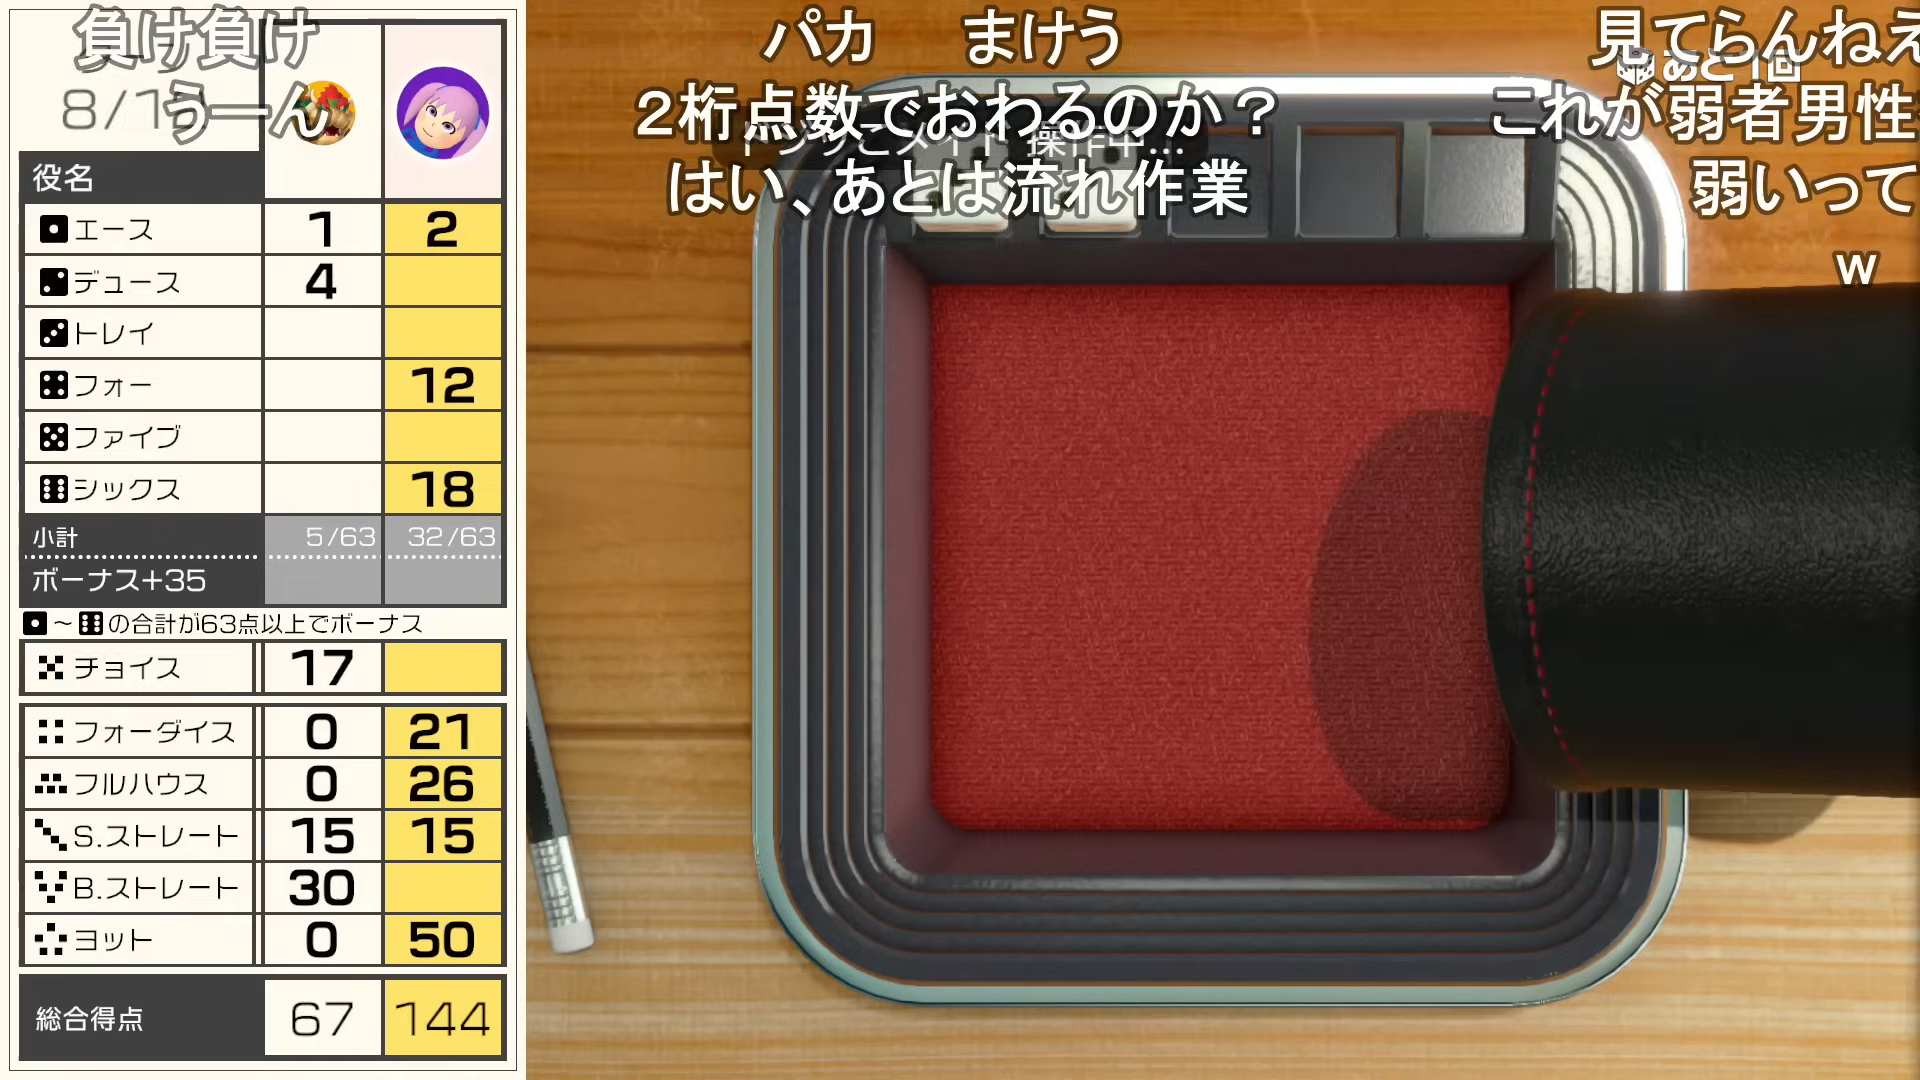 負け負け
8/1
うーん
役名
エース 1 2
デュース 4
トレイ
フォー 12
ファイブ
シックス 18
小計 5/63 32/63
ボーナス+35
～の合計が63点以上でボーナス
チョイス 17
フォーダイス 0 21
フルハウス 0 26
S.ストレート 15 15
B.ストレート 30
ヨット 0 50
総合得点 67 144
パカ まけう
見てらんねえ
あと1回
2桁点数でおわるのか？
これが弱者男性
操作中...
はい、あとは流れ作業
弱いって
w